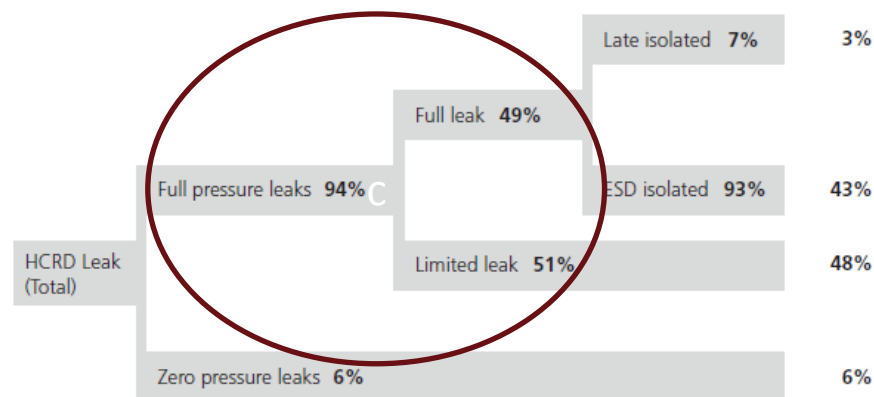 Late isolated 7% 3%
Full leak 49%
Full pressure leaks 94% c
ESD isolated 93% 43%
HCRD Leak
(Total)
Limited leak 51% 48%
Zero pressure leaks 6% 6%